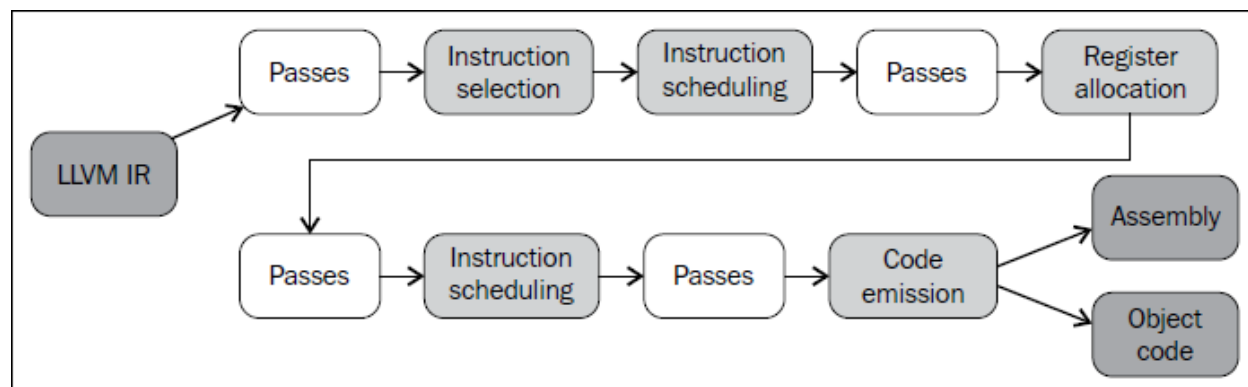 Passes
Instruction
selection
Instruction
scheduling
Passes
Register
allocation
LLVM IR
Passes
Instruction
scheduling
Passes
Code
emission
Assembly
Object
code